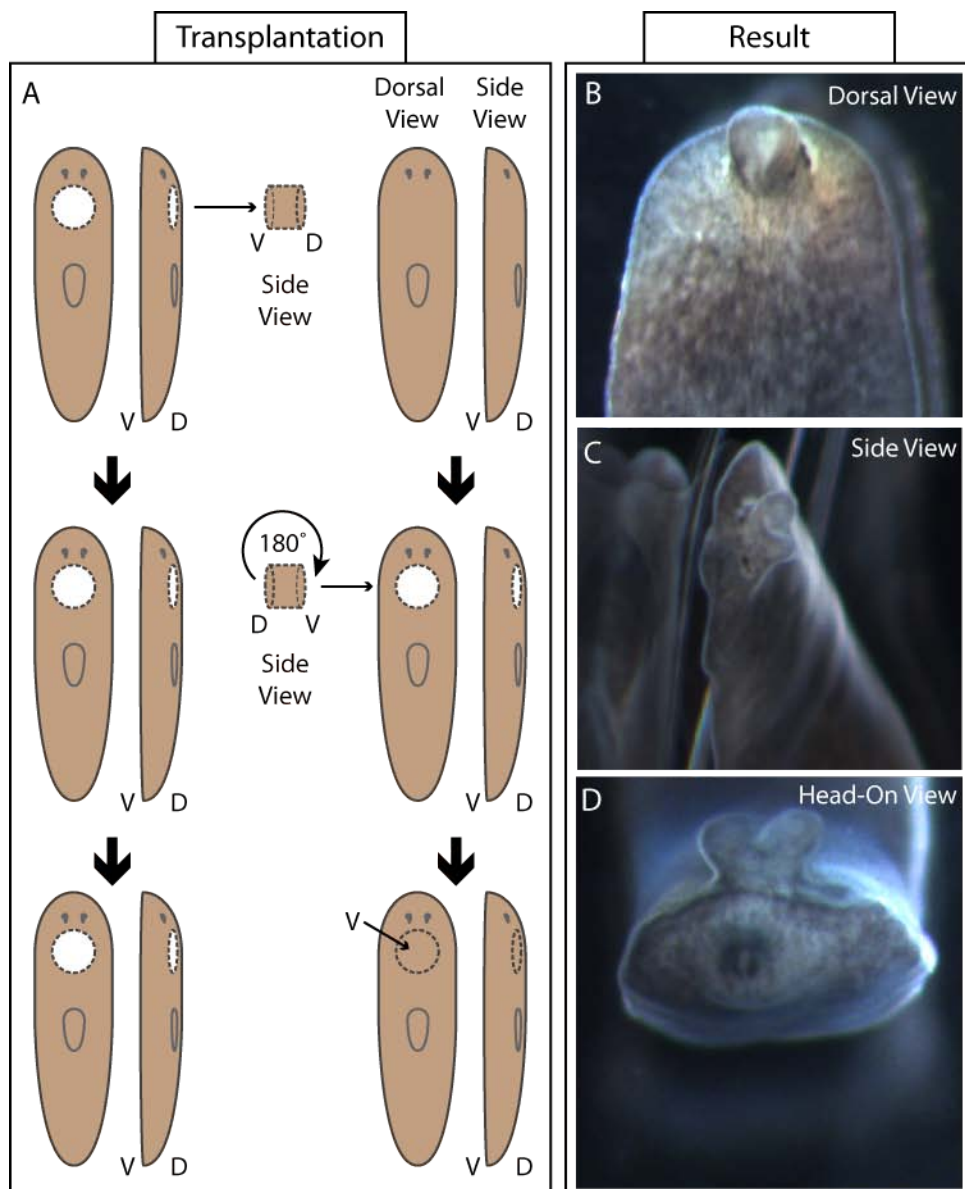 Transplantation
Result
A
Dorsal
View
Side
View
V
D
Side
View
V
D
V
D
180°
D
V
Side
View
V
D
V
D
V
V
D
V
D
B
Dorsal View
C
Side View
D
Head-On View